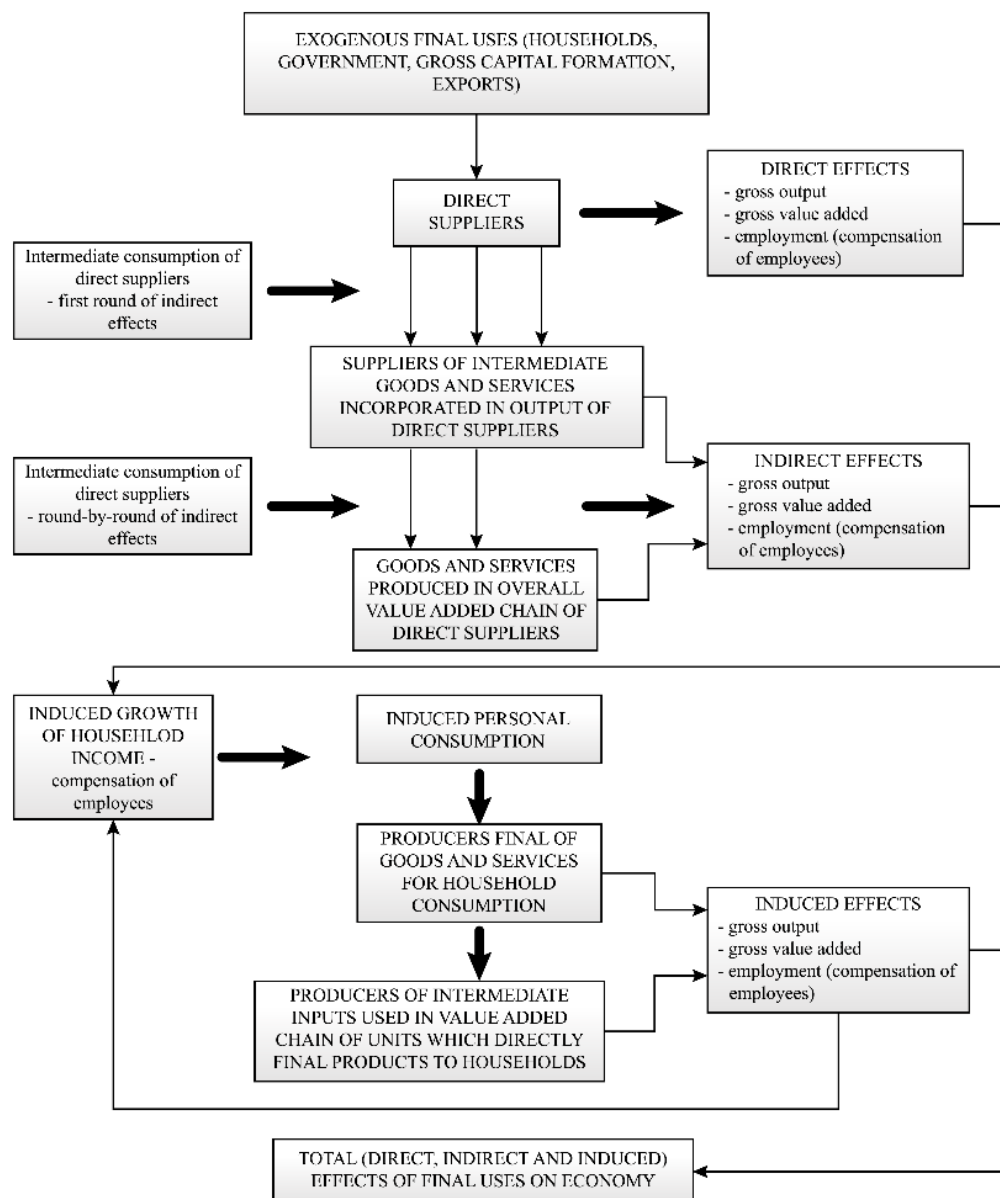 EXOGENOUS FINAL USES (HOUSEHOLDS,
GOVERNMENT, GROSS CAPITAL FORMATION,
EXPORTS)
DIRECT
SUPPLIERS
DIRECT EFFECTS
- gross output
- gross value added
- employment (compensation
of employees)
Intermediate consumption of
direct suppliers
- first round of indirect
effects
SUPPLIERS OF INTERMEDIATE
GOODS AND SERVICES
INCORPORATED IN OUTPUT OF
DIRECT SUPPLIERS
Intermediate consumption of
direct suppliers
- round-by-round of indirect
effects
INDIRECT EFFECTS
- gross output
- gross value added
- employment (compensation
of employees)
GOODS AND SERVICES
PRODUCED IN OVERALL
VALUE ADDED CHAIN OF
DIRECT SUPPLIERS
INDUCED GROWTH
OF HOUSEHLOD
INCOME -
compensation of
employees
INDUCED PERSONAL
CONSUMPTION
PRODUCERS FINAL OF
GOODS AND SERVICES
FOR HOUSEHOLD
CONSUMPTION
INDUCED EFFECTS
- gross output
- gross value added
- employment (compensation of
employees)
PRODUCERS OF INTERMEDIATE
INPUTS USED IN VALUE ADDED
CHAIN OF UNITS WHICH DIRECTLY
FINAL PRODUCTS TO HOUSEHOLDS
TOTAL (DIRECT, INDIRECT AND INDUCED)
EFFECTS OF FINAL USES ON ECONOMY